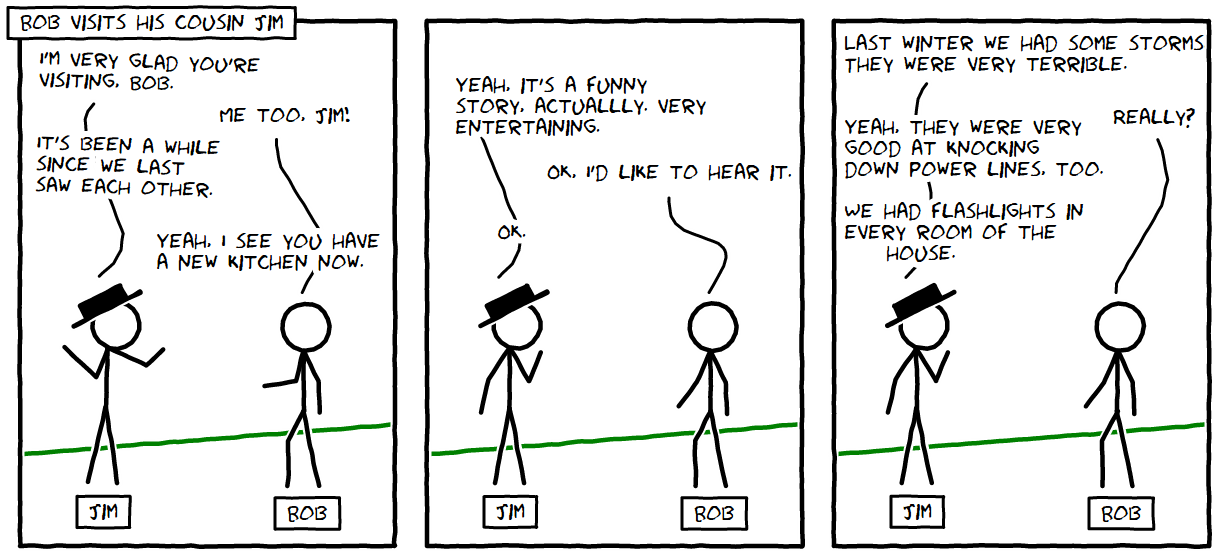 BOB VISITS HIS COUSIN JIM
I'M VERY GLAD YOU'RE
VISITING, BOB.
ME TOO, JIM!
IT'S BEEN A WHILE
SINCE WE LAST
SAW EACH OTHER.
YEAH, I SEE YOU HAVE
A NEW KITCHEN NOW.
JIM
BOB
YEAH, IT'S A FUNNY
STORY, ACTUALLLY. VERY
ENTERTAINING.
OK, I'D LIKE TO HEAR IT.
OK.
JIM
BOB
LAST WINTER WE HAD SOME STORMS
THEY WERE VERY TERRIBLE.
REALLY?
YEAH, THEY WERE VERY
GOOD AT KNOCKING
DOWN POWER LINES, TOO.
WE HAD FLASHLIGHTS IN
EVERY ROOM OF THE
HOUSE.
JIM
BOB